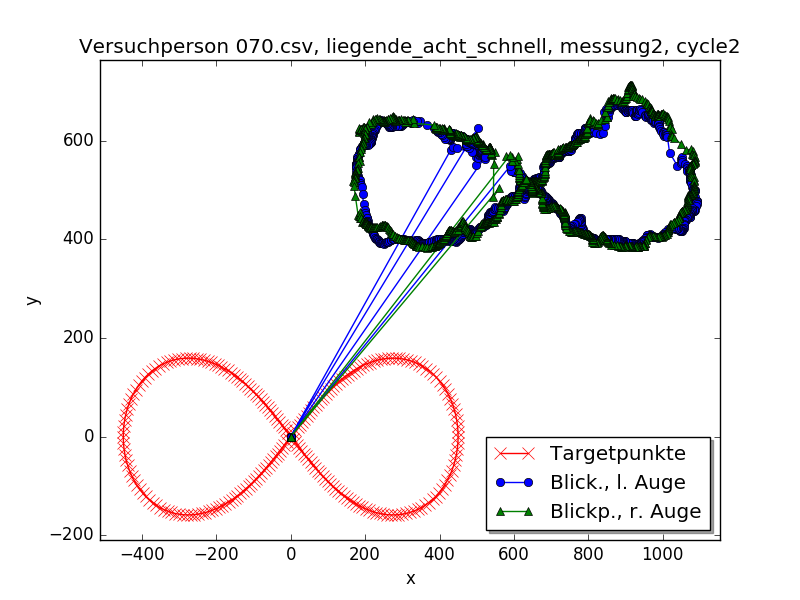 Versuchperson 070.csv, liegende_acht_schnell, messung2, cycle2
y
600
400
200
0
−200
−400
−200
0
200
400
600
800
1000
x
Targetpunkte
Blick., l. Auge
Blickp., r. Auge